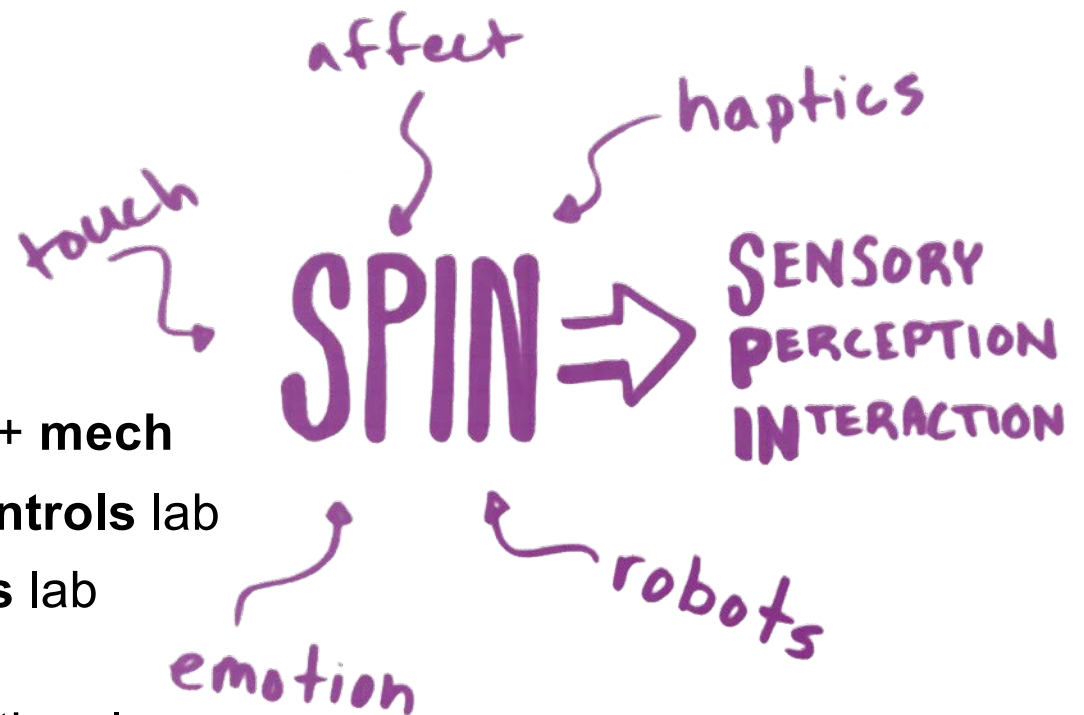 affect
haptics
touch
SPIN
SENSORY
PERCEPTION
INTERACTION
+ mech
ntrols lab
s lab
emotion
robots